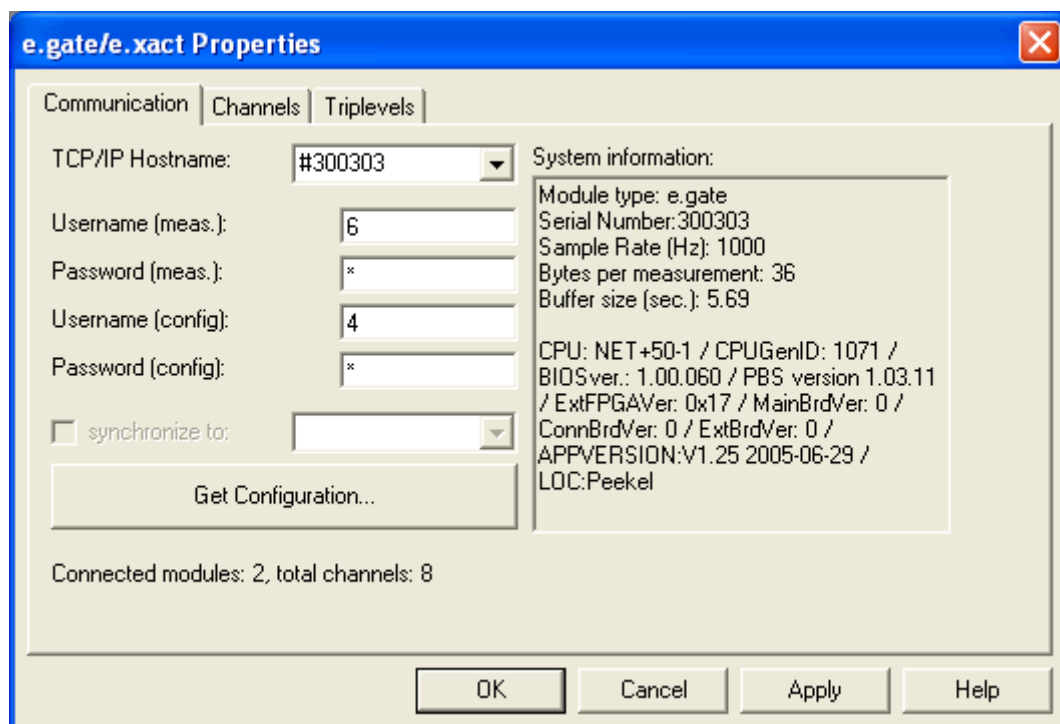 e.gate/e.xact Properties
Communication
Channels
Triplevels
TCP/IP Hostname:
#300303
Username (meas.):
6
Password (meas.):
*
Username (config):
4
Password (config):
*
synchronize to:
Get Configuration...
Connected modules: 2, total channels: 8
System information:
Module type: e.gate
Serial Number:300303
Sample Rate (Hz): 1000
Bytes per measurement: 36
Buffer size (sec.): 5.69
CPU: NET+50-1 / CPUGenID: 1071 /
BIOSver.: 1.00.060 / PBS version 1.03.11
/ ExtFPGAVer: 0x17 / MainBrdVer: 0 /
ConnBrdVer: 0 / ExtBrdVer: 0 /
APPVERSION:V1.25 2005-06-29 /
LOC:Peekel
OK
Cancel
Apply
Help